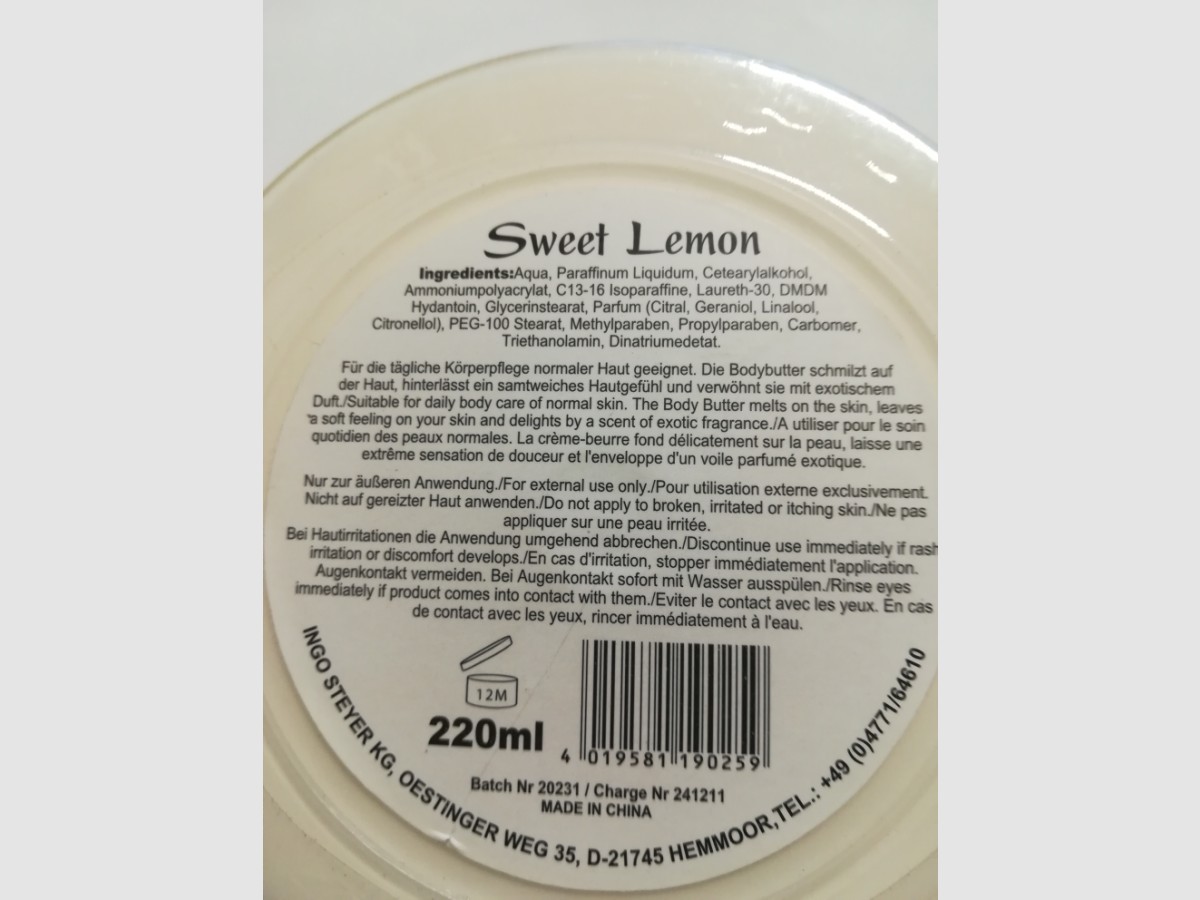 Sweet Lemon
Ingredients:Aqua, Paraffinum Liquidum, Cetearylalkohol,
Ammoniumpolyacrylat, C13-16 Isoparaffine, Laureth-30, DMDM
Hydantoin, Glycerinstearat, Parfum (Citral, Geraniol, Linalool,
Citronellol), PEG-100 Stearat, Methylparaben, Propylparaben, Carbomer,
Triethanolamin, Dinatriumedetat.
Für die tägliche Körperpflege normaler Haut geeignet. Die Bodybutter schmilzt auf
der Haut, hinterlässt ein samtweiches Hautgefühl und verwöhnt sie mit exotischem
Duft./Suitable for daily body care of normal skin. The Body Butter melts on the skin, leaves
a soft feeling on your skin and delights by a scent of exotic fragrance./A utiliser pour le soin
quotidien des peaux normales. La crème-beurre fond délicatement sur la peau, laisse une
extrême sensation de douceur et l'enveloppe d'un voile parfumé exotique.
Nur zur äußeren Anwendung./For external use only./Pour utilisation externe exclusivement.
Nicht auf gereizter Haut anwenden./Do not apply to broken, irritated or itching skin./Ne pas
appliquer sur une peau irritée.
Bei Hautirritationen die Anwendung umgehend abbrechen./Discontinue use immediately if rash
irritation or discomfort develops./En cas d'irritation, stopper immédiatement l'application.
Augenkontakt vermeiden. Bei Augenkontakt sofort mit Wasser ausspülen./Rinse eyes
immediately if product comes into contact with them./Eviter le contact avec les yeux. En cas
de contact avec les yeux, rincer immédiatement à l'eau.
12M
220ml
4 019581 190259
Batch Nr 20231 / Charge Nr 241211
MADE IN CHINA
INGO STEYER KG, OESTINGER WEG 35, D-21745 HEMMOOR,TEL.: +49 (0)4771/64610